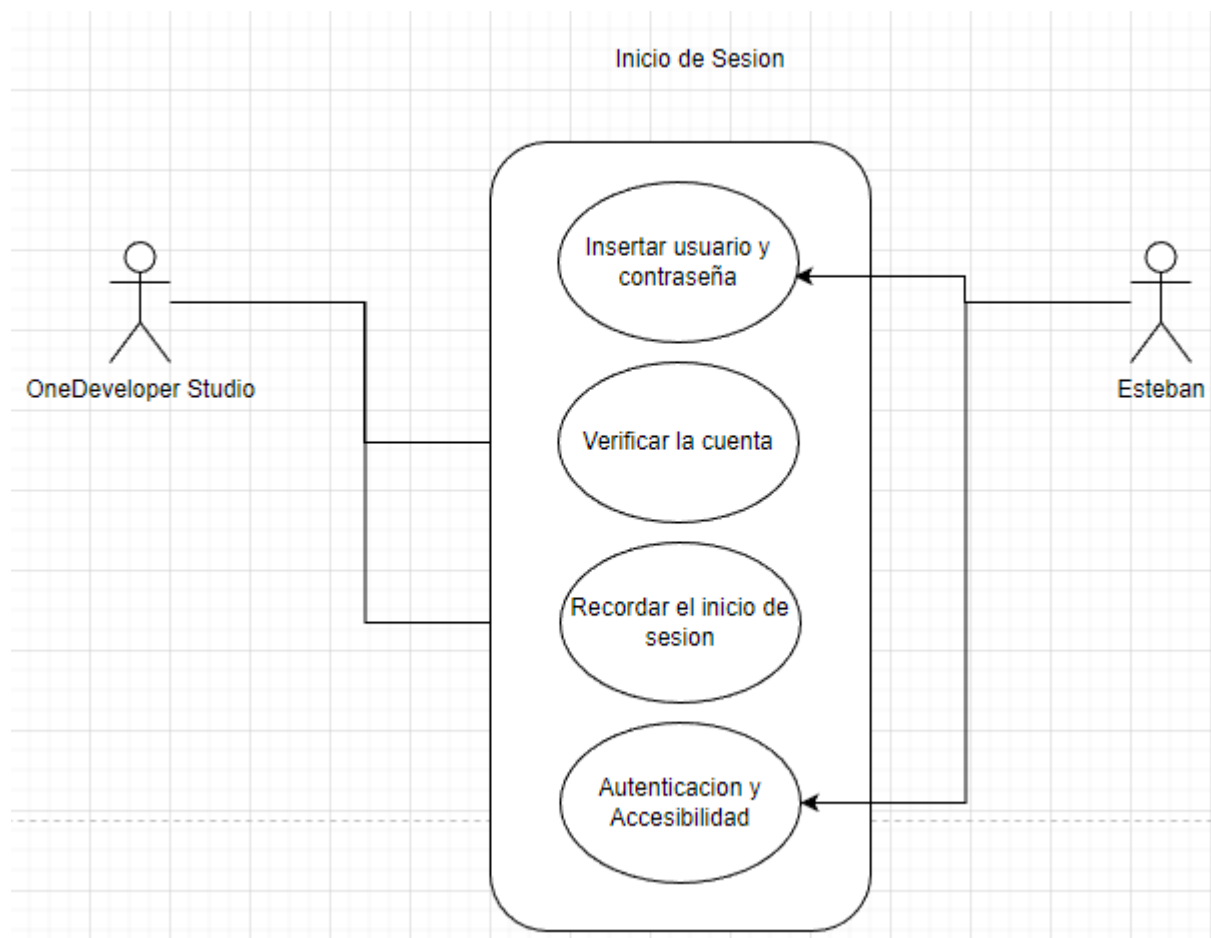 Inicio de Sesion
Insertar usuario y
contraseña
OneDeveloper Studio
Esteban
Verificar la cuenta
Recordar el inicio de
sesion
Autenticacion y
Accesibilidad